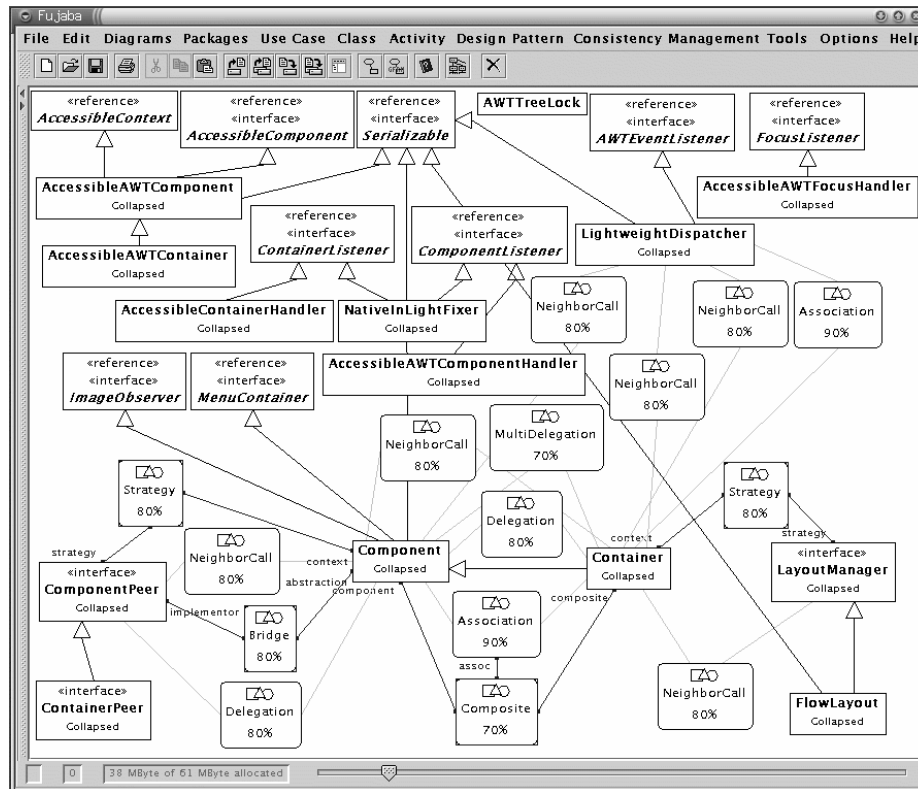 Fujaba
File Edit Diagrams Packages Use Case Class Activity Design Pattern Consistency Management Tools Options Help
«reference»
AccessibleContext
«reference»
«interface»
AccessibleComponent
«reference»
«interface»
Serializable
AWTTreeLock
«reference»
«interface»
AWTEventListener
«reference»
«interface»
FocusListener
AccessibleAWTComponent
Collapsed
AccessibleAWTFocusHandler
Collapsed
AccessibleAWTContainer
Collapsed
«reference»
«interface»
ContainerListener
«reference»
«interface»
ComponentListener
LightweightDispatcher
Collapsed
AccessibleContainerHandler
Collapsed
NativeInLightFixer
Collapsed
NeighborCall
80%
NeighborCall
80%
Association
90%
AccessibleAWTComponentHandler
Collapsed
NeighborCall
80%
«reference»
«interface»
ImageObserver
«reference»
«interface»
MenuContainer
NeighborCall
80%
MultiDelegation
70%
Strategy
80%
Delegation
80%
Strategy
80%
strategy
NeighborCall
80%
context
abstraction
component
Component
Collapsed
context
Container
Collapsed
composite
strategy
«interface»
LayoutManager
Collapsed
«interface»
ComponentPeer
Collapsed
implementor
Bridge
80%
Association
90%
assoc
«interface»
ContainerPeer
Collapsed
Delegation
80%
Composite
70%
NeighborCall
80%
FlowLayout
Collapsed
0
38 MByte of 61 MByte allocated